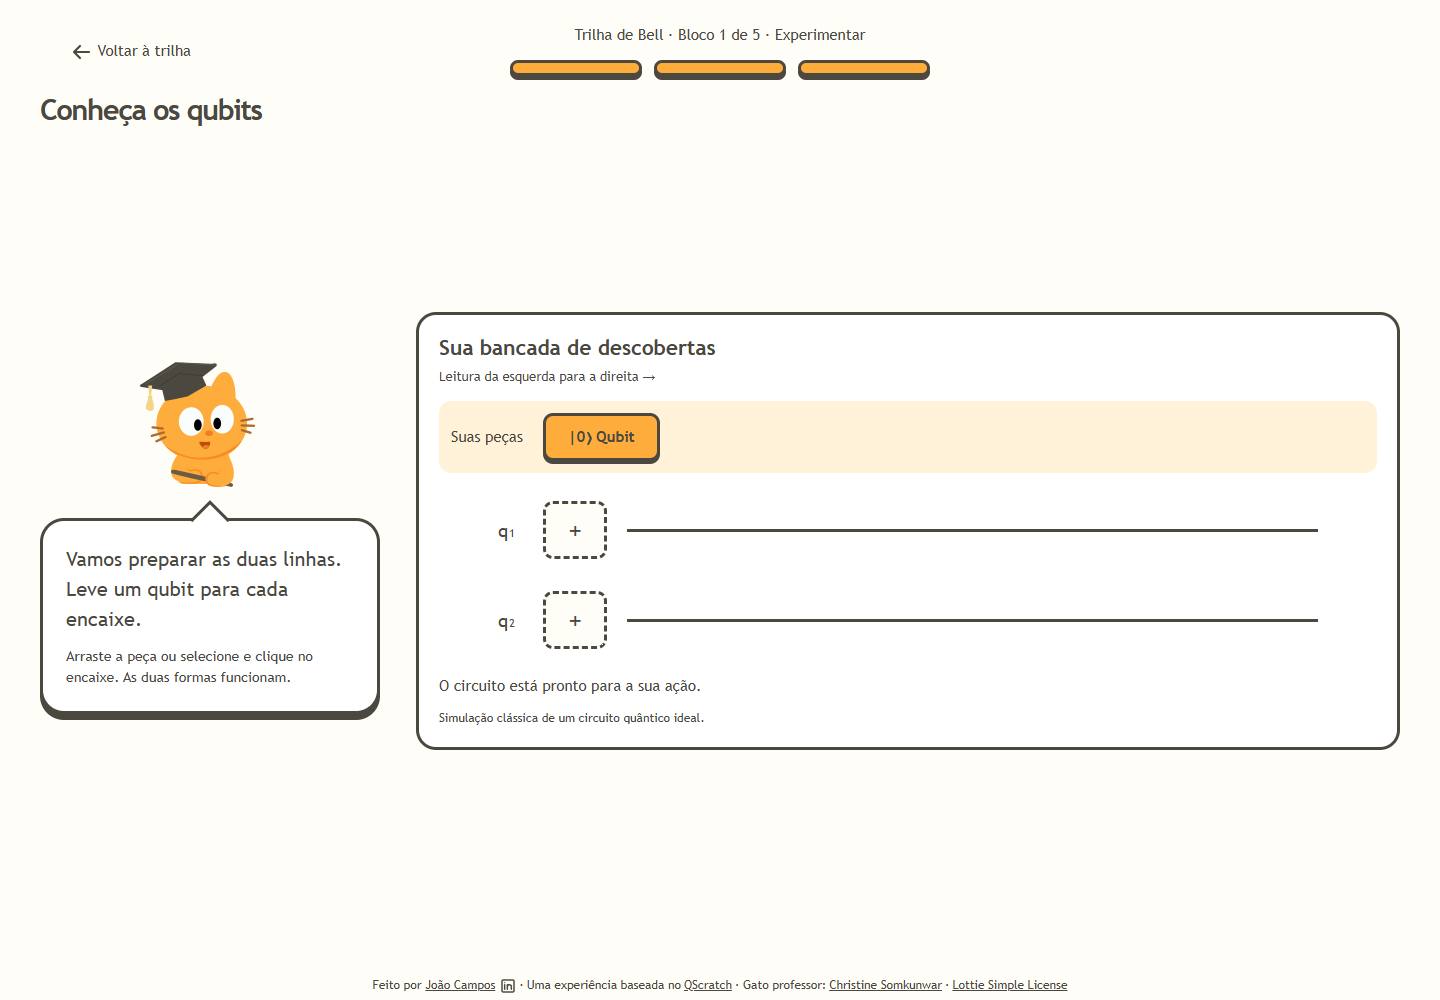 Voltar à trilha
Trilha de Bell · Bloco 1 de 5 · Experimentar
Conheça os qubits
Vamos preparar as duas linhas.
Leve um qubit para cada
encaixe.
Arraste a peça ou selecione e clique no
encaixe. As duas formas funcionam.
Sua bancada de descobertas
Leitura da esquerda para a direita →
Suas peças
|0⟩ Qubit
q1
+
q2
+
O circuito está pronto para a sua ação.
Simulação clássica de um circuito quântico ideal.
Feito por João Campos in · Uma experiência baseada no QScratch · Gato professor: Christine Somkunwar · Lottie Simple License